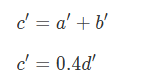 c′ = a′ + b′
c′ = 0.4d′